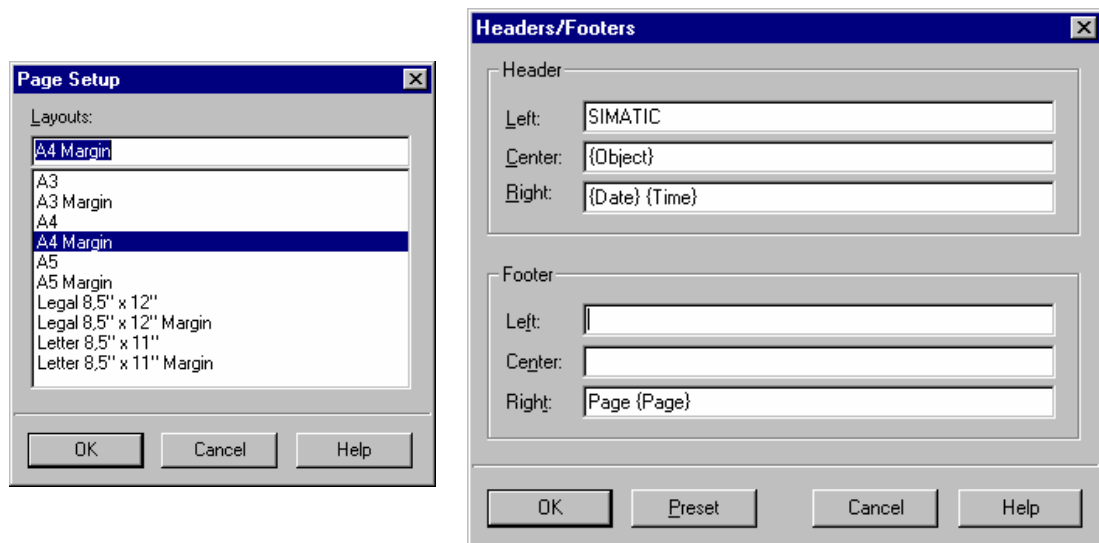 Page Setup
Layouts:
A4 Margin
A3
A3 Margin
A4
A4 Margin
A5
A5 Margin
Legal 8,5" x 12"
Legal 8,5" x 12" Margin
Letter 8,5" x 11"
Letter 8,5" x 11" Margin
OK Cancel Help
Headers/Footers
Header
Left: SIMATIC
Center: {Object}
Right: {Date} {Time}
Footer
Left:
Center:
Right: Page {Page}
OK Preset Cancel Help